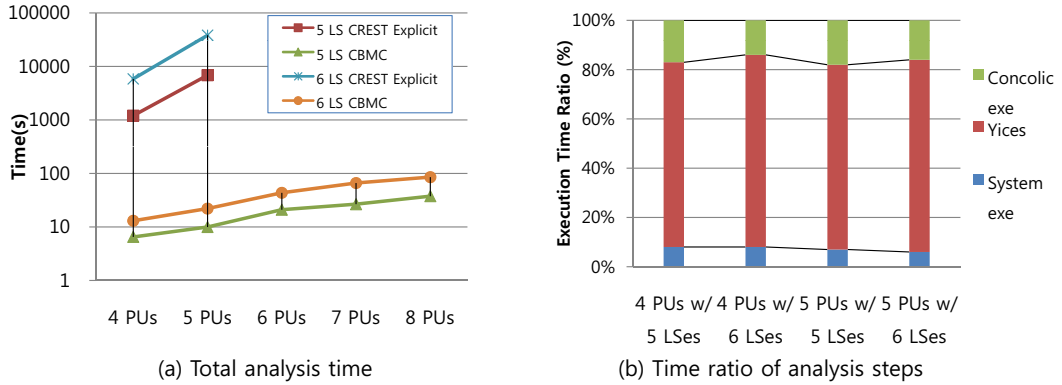 100000
10000
1000
100
10
1
Time(s)
5 LS CREST Explicit
5 LS CBMC
6 LS CREST Explicit
6 LS CBMC
4 PUs
5 PUs
6 PUs
7 PUs
8 PUs
(a) Total analysis time
100%
80%
60%
40%
20%
0%
Execution Time Ratio (%)
Concolic
exe
Yices
System
exe
4 PUs w/
5 LSes
4 PUs w/
6 LSes
5 PUs w/
5 LSes
5 PUs w/
6 LSes
(b) Time ratio of analysis steps